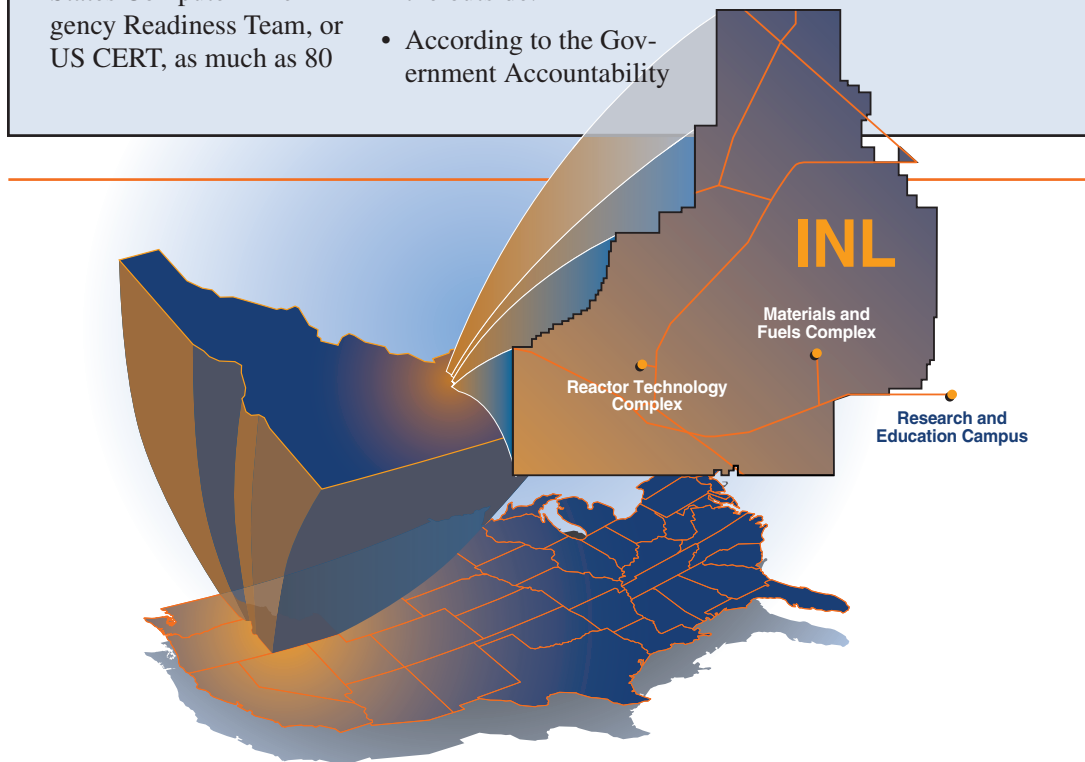 gency Readiness Team, or
US CERT, as much as 80
• According to the Gov-
ernment Accountability
INL
Materials and
Fuels Complex
Reactor Technology
Complex
Research and
Education Campus